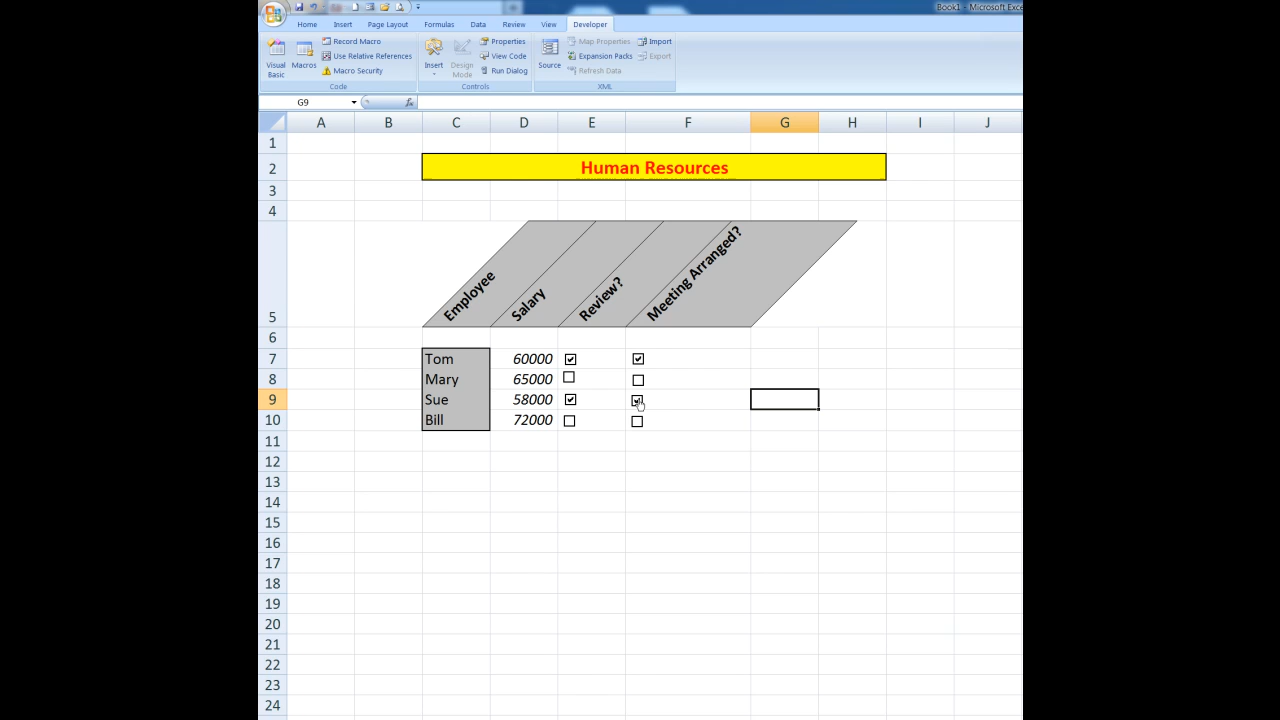 Book1 - Microsoft Exce
Home Insert Page Layout Formulas Data Review View Developer
Visual Basic
Macros
Record Macro
Use Relative References
Macro Security
Code
Insert
Design Mode
Properties
View Code
Run Dialog
Controls
Source
Map Properties
Expansion Packs
Refresh Data
Import
Export
XML
G9 fx
A B C D E F G H I J
1
2 Human Resources
3
4
5 Employee Salary Review? Meeting Arranged?
6
7 Tom 60000
8 Mary 65000
9 Sue 58000
10 Bill 72000
11
12
13
14
15
16
17
18
19
20
21
22
23
24